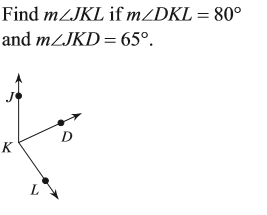 Find m∠JKL if m∠DKL = 80°
and m∠JKD = 65°.
J
D
K
L